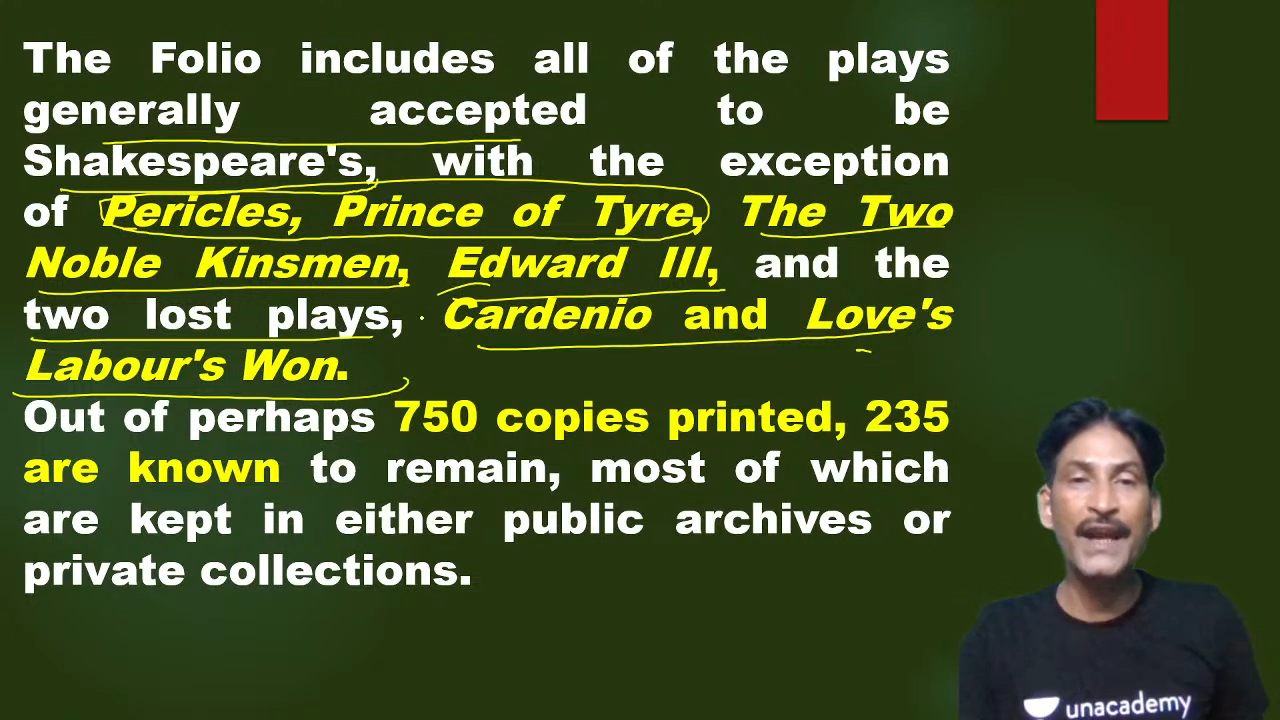 The Folio includes all of the plays
generally accepted to be
Shakespeare's, with the exception
of Pericles, Prince of Tyre, The Two
Noble Kinsmen, Edward III, and the
two lost plays, Cardenio and Love's
Labour's Won.
Out of perhaps 750 copies printed, 235
are known to remain, most of which
are kept in either public archives or
private collections.
unacademy